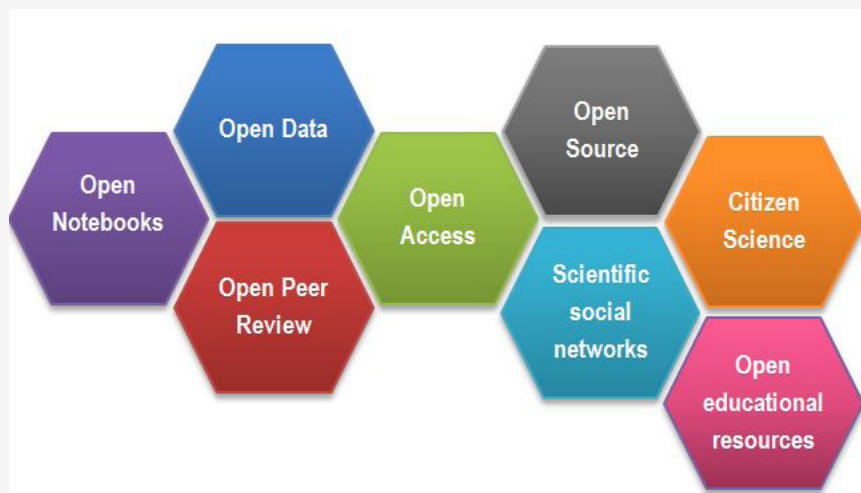 Open
Notebooks
Open Data
Open Peer
Review
Open
Access
Open
Source
Scientific
social
networks
Citizen
Science
Open
educational
resources